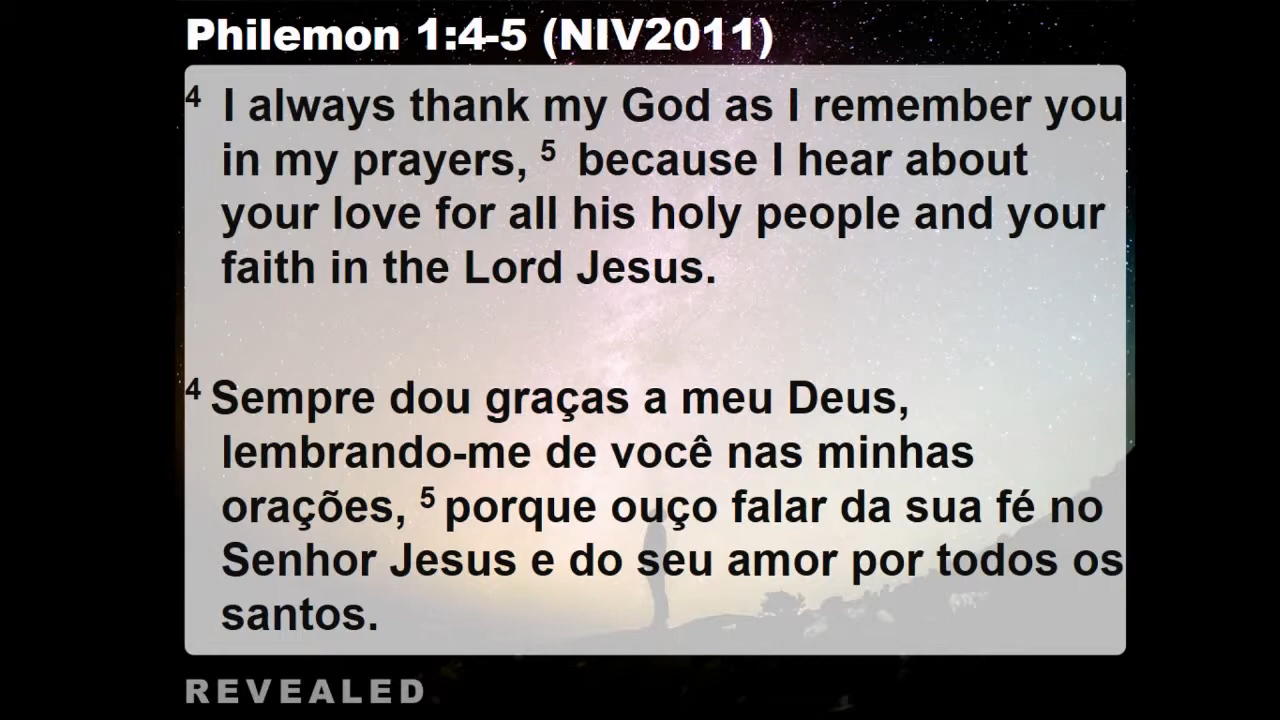 Philemon 1:4-5 (NIV2011)
4 I always thank my God as I remember you
in my prayers, 5 because I hear about
your love for all his holy people and your
faith in the Lord Jesus.
4 Sempre dou graças a meu Deus,
lembrando-me de você nas minhas
orações, 5 porque ouço falar da sua fé no
Senhor Jesus e do seu amor por todos os
santos.
REVEALED